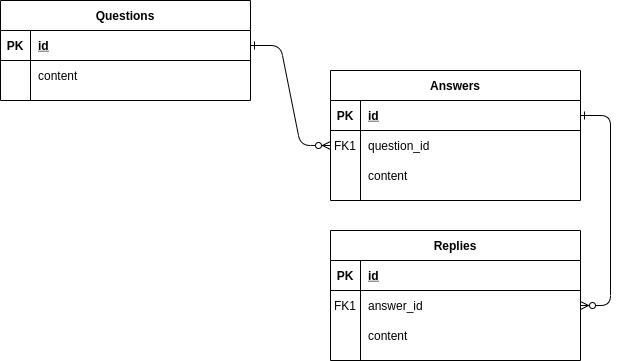 Questions
PK id
content
Answers
PK id
FK1 question_id
content
Replies
PK id
FK1 answer_id
content